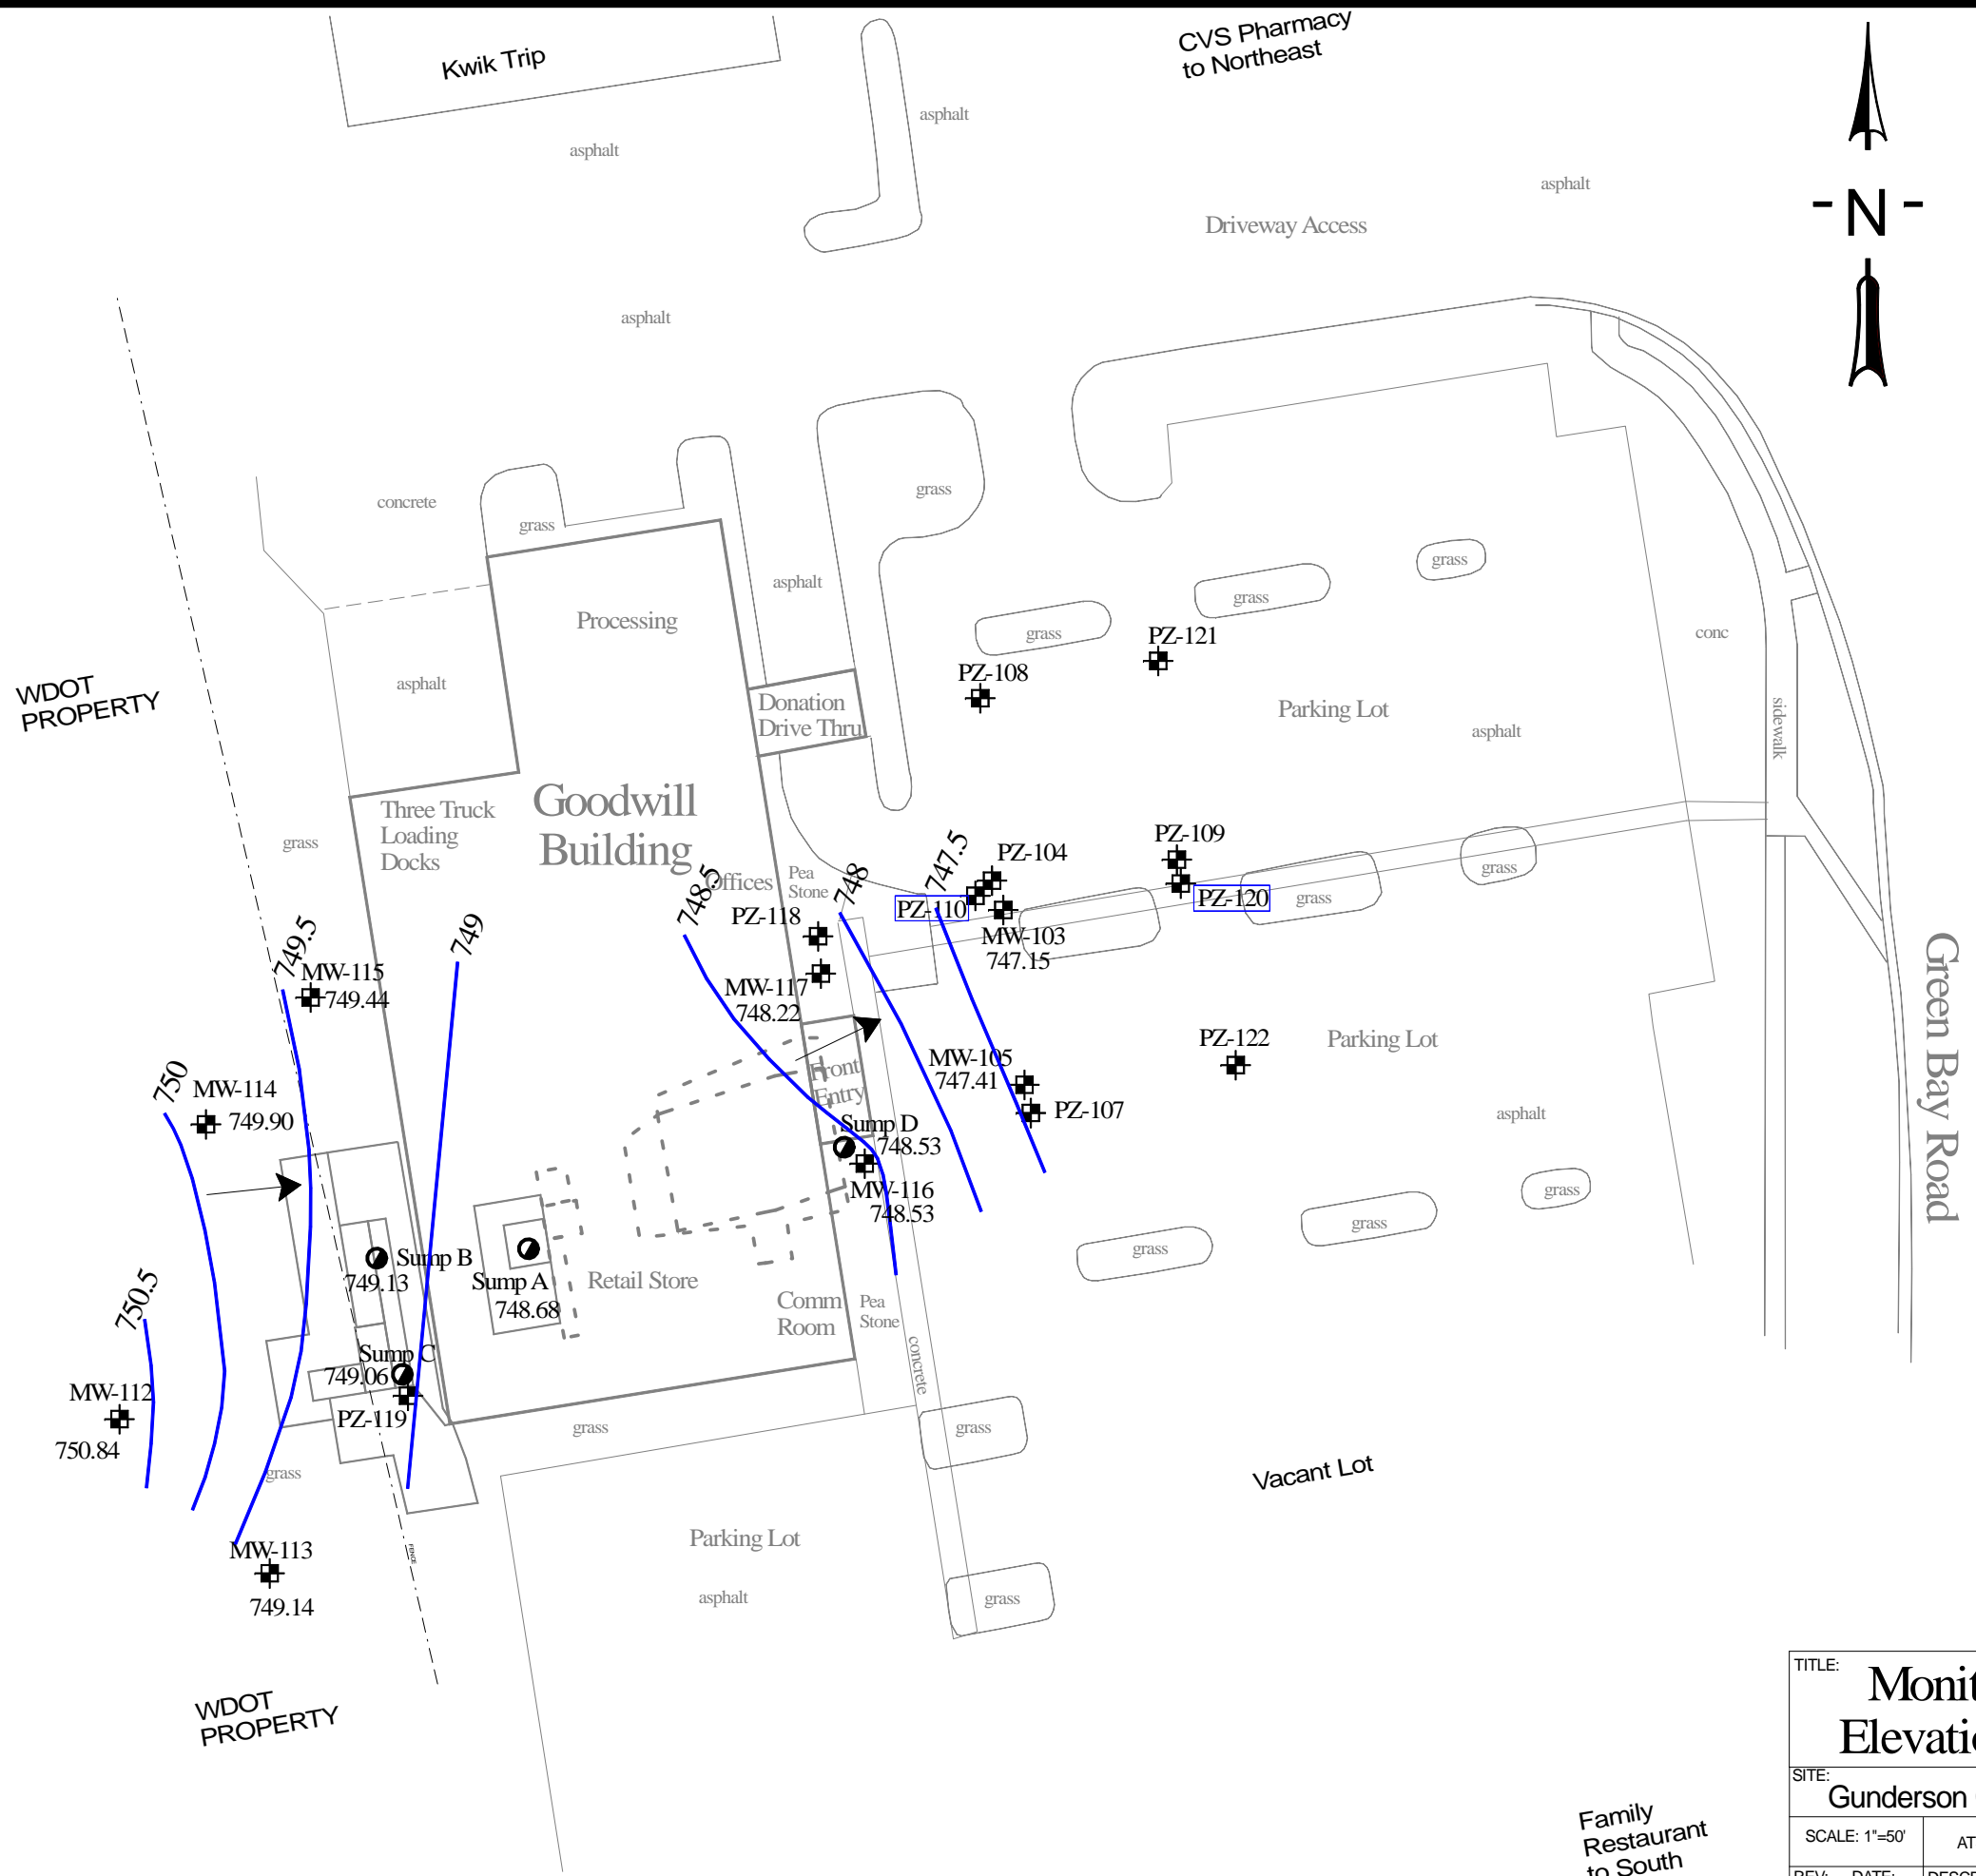 Kwik Trip
CVS Pharmacy
to Northeast
asphalt
asphalt
asphalt
Driveway Access
N
asphalt
concrete
grass
grass
asphalt
grass
grass
grass
Processing
PZ-121
conc
PZ-108
WDOT
PROPERTY
asphalt
Donation
Drive Thru
Parking Lot
asphalt
sidewalk
Goodwill
Building
Three Truck
Loading
Docks
grass
Offices
Pea
Stone
748.5
748
747.5
PZ-104
PZ-109
grass
PZ-110
PZ-120
grass
PZ-118
MW-103
747.15
749.5
749
MW-115
749.44
MW-117
748.22
Green Bay Road
PZ-122
Parking Lot
MW-105
747.41
Front
Entry
750
MW-114
749.90
PZ-107
asphalt
Sump D
748.53
MW-116
748.53
grass
grass
grass
Sump B
749.13
Sump A
748.68
Retail Store
Comm
Room
Pea
Stone
750.5
Sump C
749.06
concrete
MW-112
750.84
PZ-119
grass
grass
grass
Vacant Lot
Parking Lot
FENCE
MW-113
749.14
asphalt
grass
WDOT
PROPERTY
TITLE:
Monit
Elevatio
SITE:
Gunderson
SCALE: 1"=50'
AT
REV:
DATE:
DESC
Family
Restaurant
to South